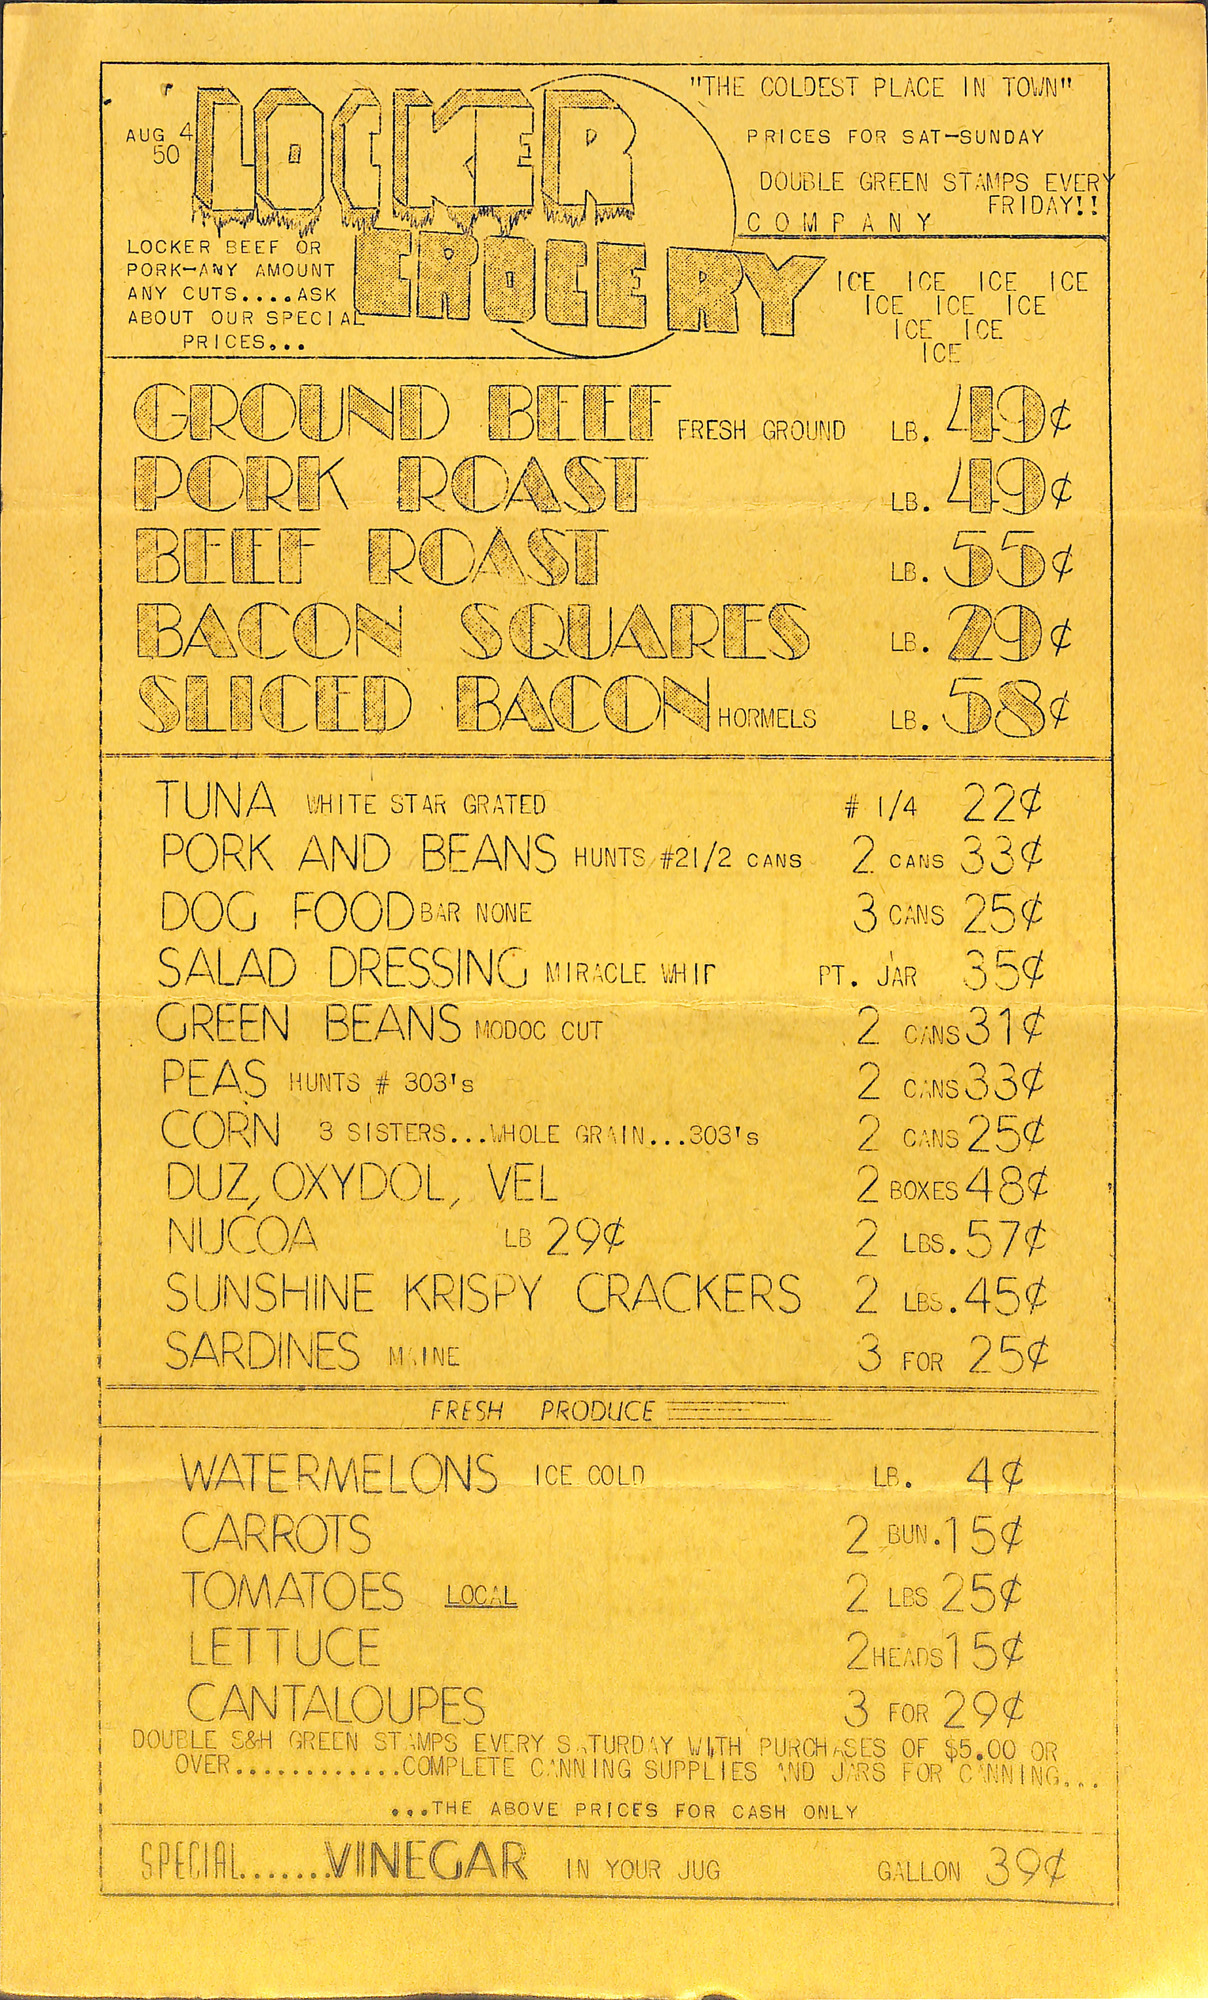 "THE COLDEST PLACE IN TOWN"
AUG 4
50
LOCKER
PRICES FOR SAT-SUNDAY
DOUBLE GREEN STAMPS EVERY
FRIDAY!!
COMPANY
GROCERY
LOCKER BEEF OR
PORK-ANY AMOUNT
ANY CUTS....ASK
ABOUT OUR SPECIAL
PRICES...
ICE ICE ICE ICE
ICE ICE ICE
ICE ICE
ICE
GROUND BEEF FRESH GROUND LB. 49¢
PORK ROAST LB. 49¢
BEEF ROAST LB. 55¢
BACON SQUARES LB. 29¢
SLICED BACON HORMELS LB. 58¢
TUNA WHITE STAR GRATED # 1/4 22¢
PORK AND BEANS HUNTS #21/2 CANS 2 CANS 33¢
DOG FOOD BAR NONE 3 CANS 25¢
SALAD DRESSING MIRACLE WHIP PT. JAR 35¢
GREEN BEANS MODOC CUT 2 CANS 31¢
PEAS HUNTS # 303's 2 CANS 33¢
CORN 3 SISTERS...WHOLE GRAIN...303's 2 CANS 25¢
DUZ, OXYDOL, VEL 2 BOXES 48¢
NUCOA LB 29¢ 2 LBS. 57¢
SUNSHINE KRISPY CRACKERS 2 LBS. 45¢
SARDINES MAINE 3 FOR 25¢
FRESH PRODUCE
WATERMELONS ICE COLD LB. 4¢
CARROTS 2 BUN. 15¢
TOMATOES LOCAL 2 LBS 25¢
LETTUCE 2 HEADS 15¢
CANTALOUPES 3 FOR 29¢
DOUBLE S&H GREEN STAMPS EVERY SATURDAY WITH PURCHASES OF $5.00 OR
OVER............COMPLETE CANNING SUPPLIES AND JARS FOR CANNING...
...THE ABOVE PRICES FOR CASH ONLY
SPECIAL.......VINEGAR IN YOUR JUG GALLON 39¢